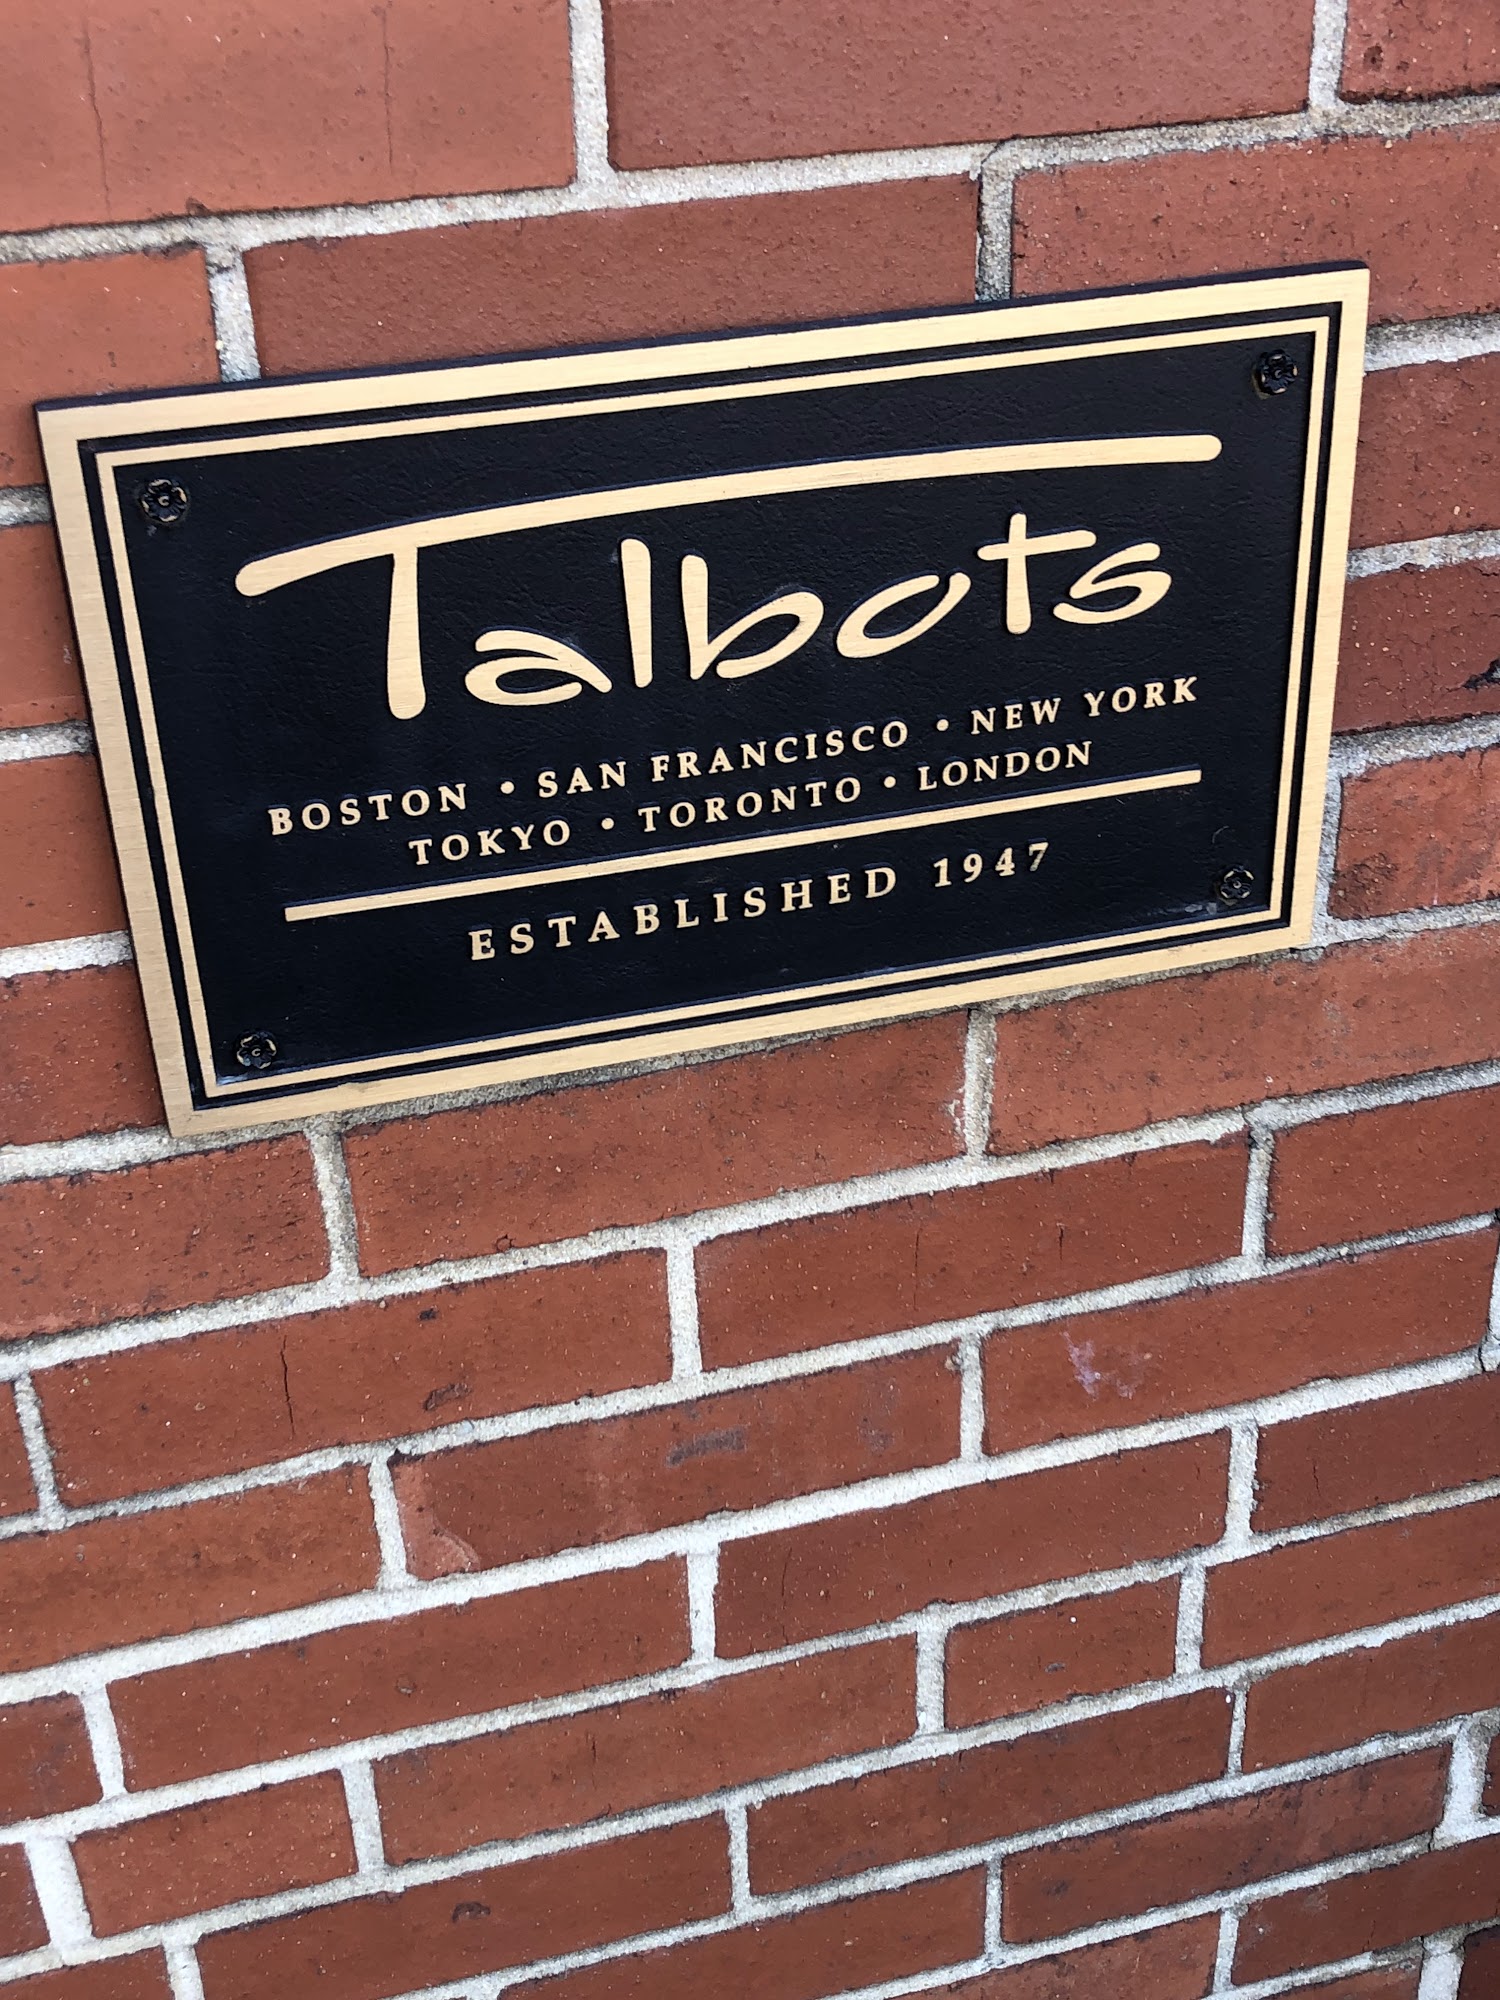 Talbots
BOSTON • SAN FRANCISCO • NEW YORK
TOKYO • TORONTO • LONDON
ESTABLISHED 1947